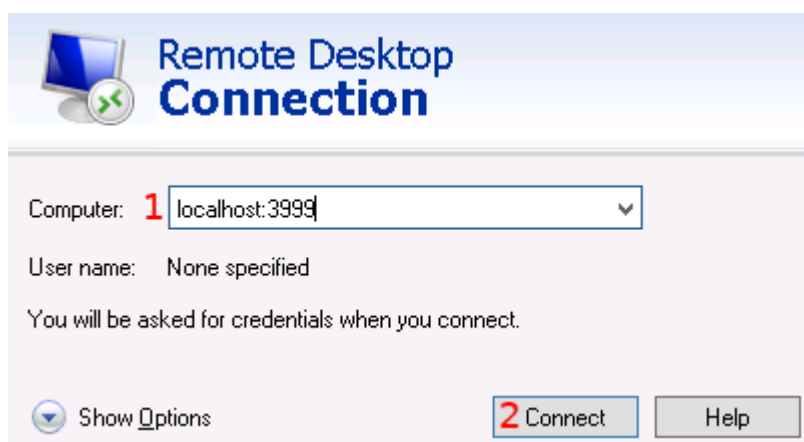 Remote Desktop
Connection
Computer: 1 localhost:3999
User name: None specified
You will be asked for credentials when you connect.
Show Options 2 Connect Help